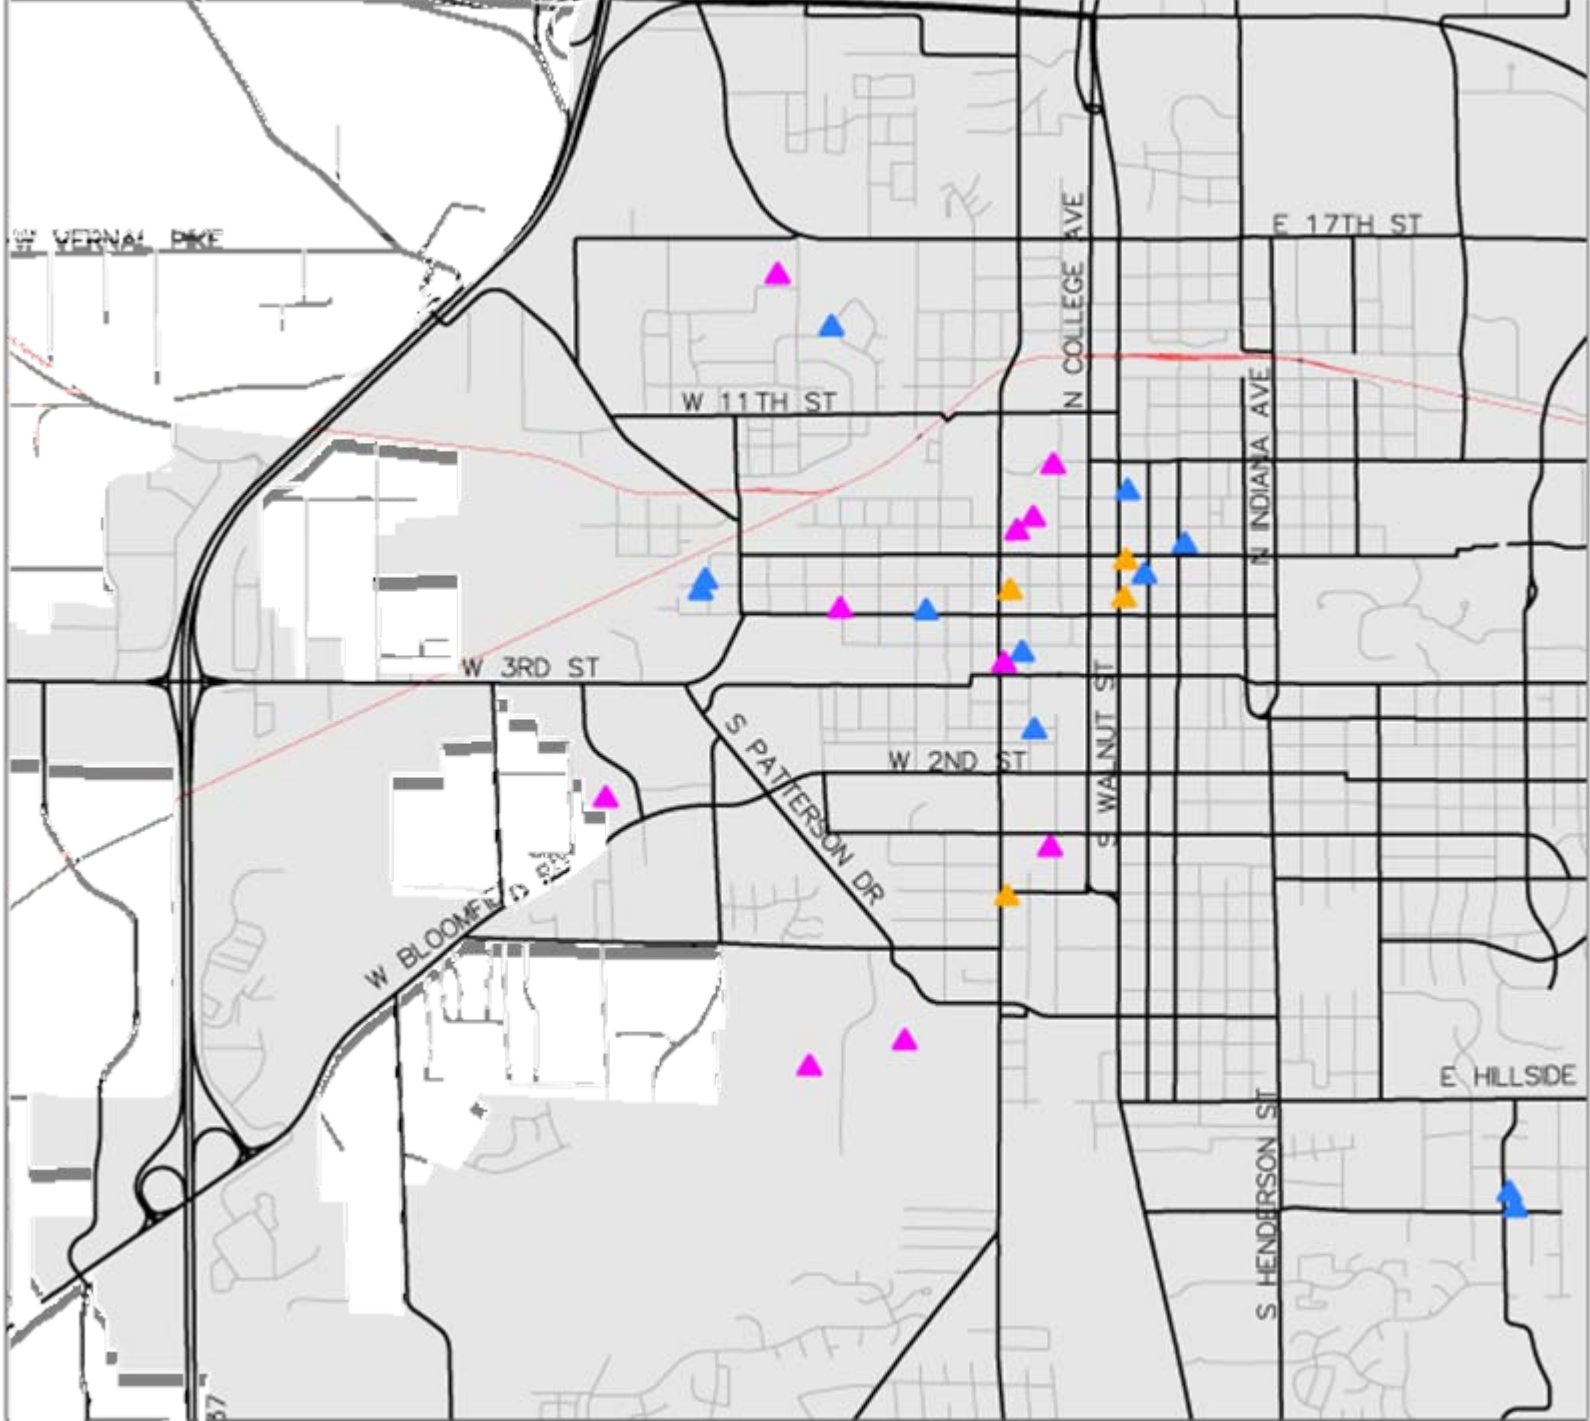 E 17TH ST
W VERNAL PIKE
N COLLEGE AVE
W 11TH ST
N INDIANA AVE
W 3RD ST
S WALNUT ST
S PATTERSON DR
W 2ND ST
W BLOOMFIELD RD
E HILLSIDE
S HENDERSON ST
37